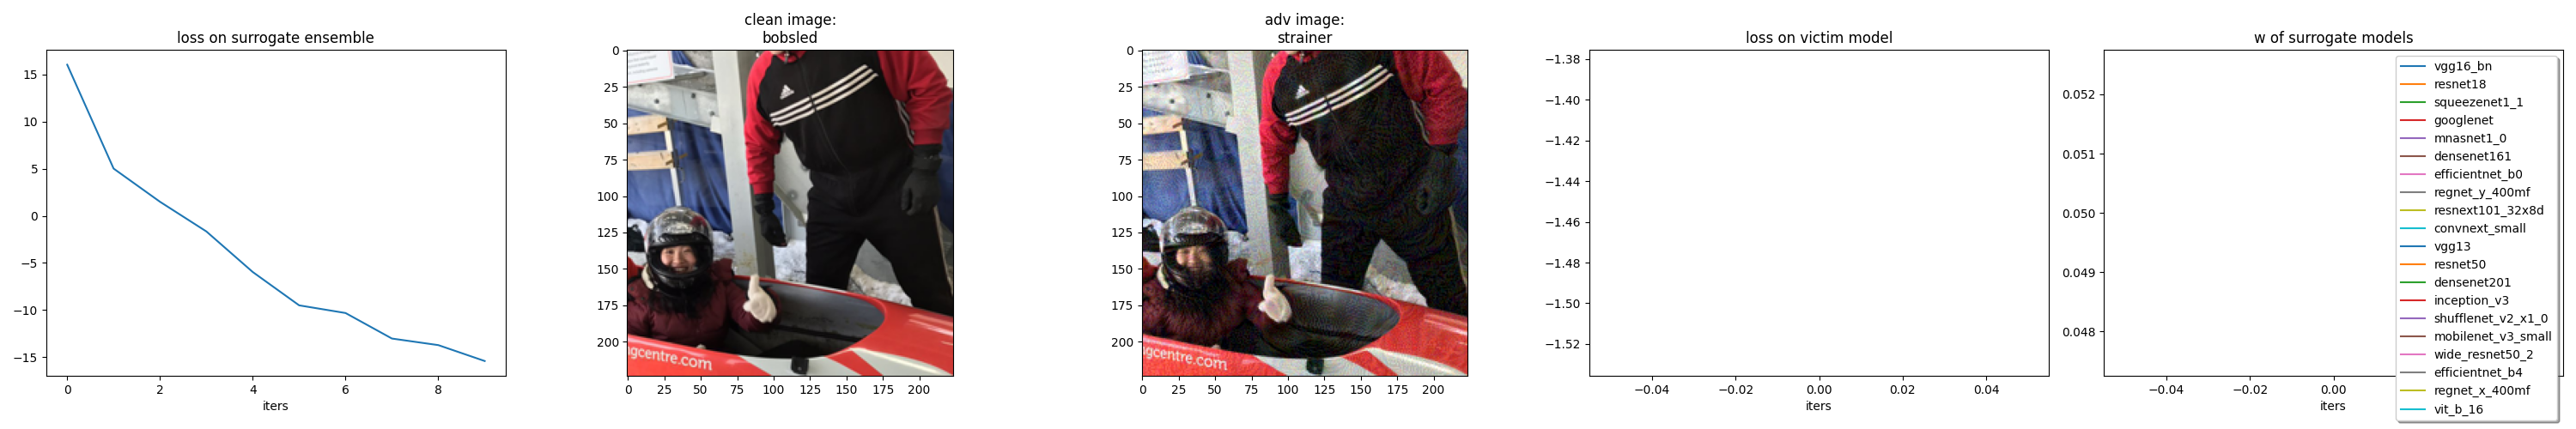 loss on surrogate ensemble
15
10
5
0
−5
−10
−15
0 2 4 6 8
iters
clean image:
bobsled
0
25
50
75
100
125
150
175
200
adidas
gcentre.com
0 25 50 75 100 125 150 175 200
adv image:
strainer
0
25
50
75
100
125
150
175
200
gcentre.com
0 25 50 75 100 125 150 175 200
loss on victim model
−1.38
−1.40
−1.42
−1.44
−1.46
−1.48
−1.50
−1.52
−0.04 −0.02 0.00 0.02 0.04
iters
w of surrogate models
0.052
0.051
0.050
0.049
0.048
−0.04 −0.02 0.00
iters
vgg16_bn
resnet18
squeezenet1_1
googlenet
mnasnet1_0
densenet161
efficientnet_b0
regnet_y_400mf
resnext101_32x8d
convnext_small
vgg13
resnet50
densenet201
inception_v3
shufflenet_v2_x1_0
mobilenet_v3_small
wide_resnet50_2
efficientnet_b4
regnet_x_400mf
vit_b_16